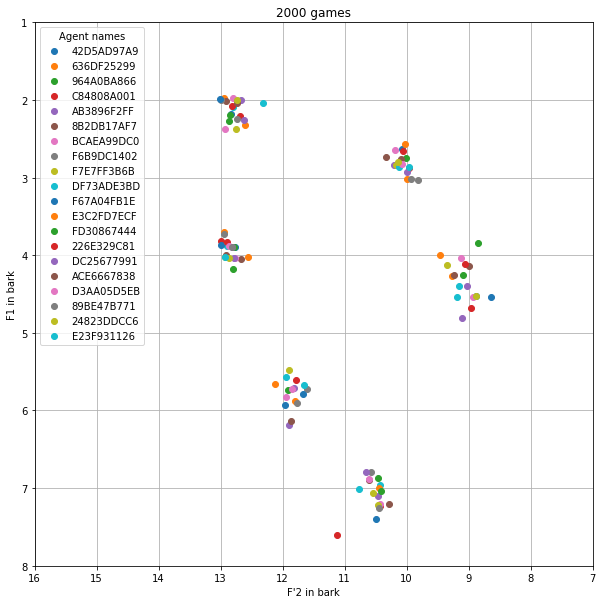 2000 games
Agent names
42D5AD97A9
636DF25299
964A0BA866
C84808A001
AB3896F2FF
8B2DB17AF7
BCAEA99DC0
F6B9DC1402
F7E7FF3B6B
DF73ADE3BD
F67A04FB1E
E3C2FD7ECF
FD30867444
226E329C81
DC25677991
ACE6667838
D3AA05D5EB
89BE47B771
24823DDCC6
E23F931126
F1 in bark
1
2
3
4
5
6
7
8
16 15 14 13 12 11 10 9 8 7
F'2 in bark